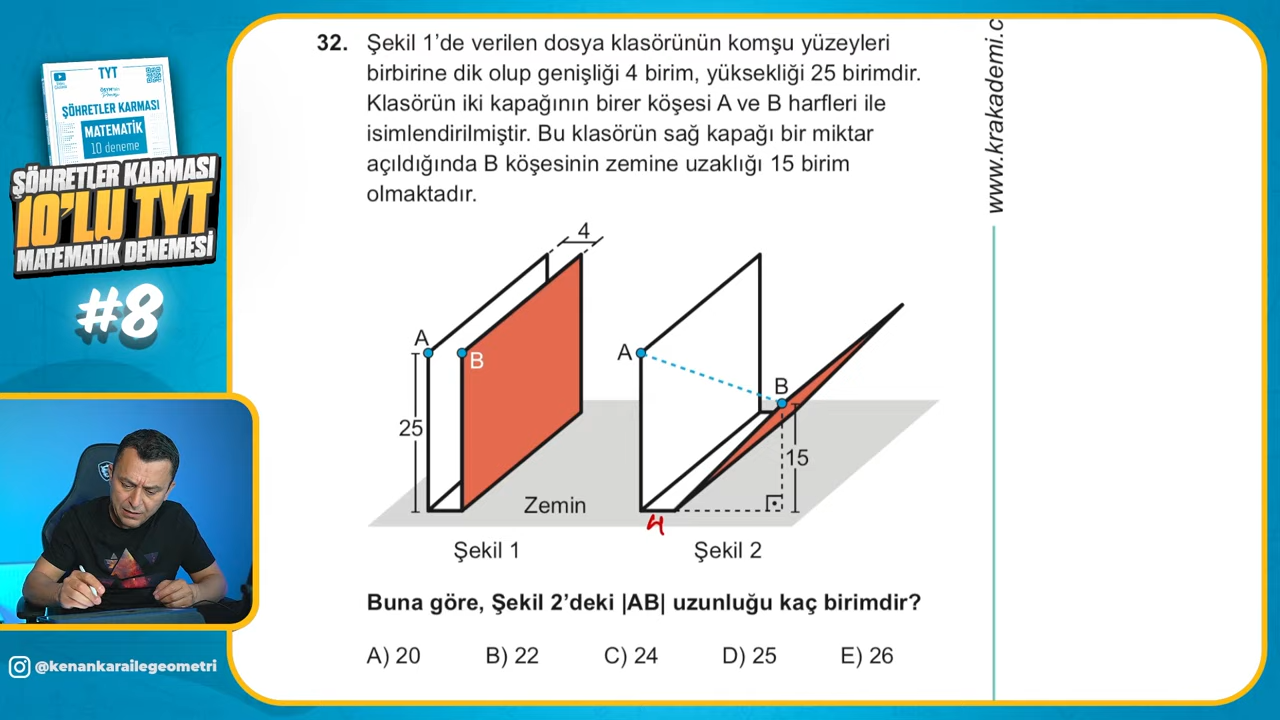 TYT
ŞÖHRETLER KARMASI
MATEMATİK
10 deneme
ŞÖHRETLER KARMASI
10'LU TYT
MATEMATİK DENEMESİ
#8
@kenankarailegeometri
32. Şekil 1'de verilen dosya klasörünün komşu yüzeyleri
birbirine dik olup genişliği 4 birim, yüksekliği 25 birimdir.
Klasörün iki kapağının birer köşesi A ve B harfleri ile
isimlendirilmiştir. Bu klasörün sağ kapağı bir miktar
açıldığında B köşesinin zemine uzaklığı 15 birim
olmaktadır.
4
A
B
25
Zemin
Şekil 1
A
B
15
4
Şekil 2
Buna göre, Şekil 2'deki |AB| uzunluğu kaç birimdir?
A) 20 B) 22 C) 24 D) 25 E) 26
www.krakademi.c